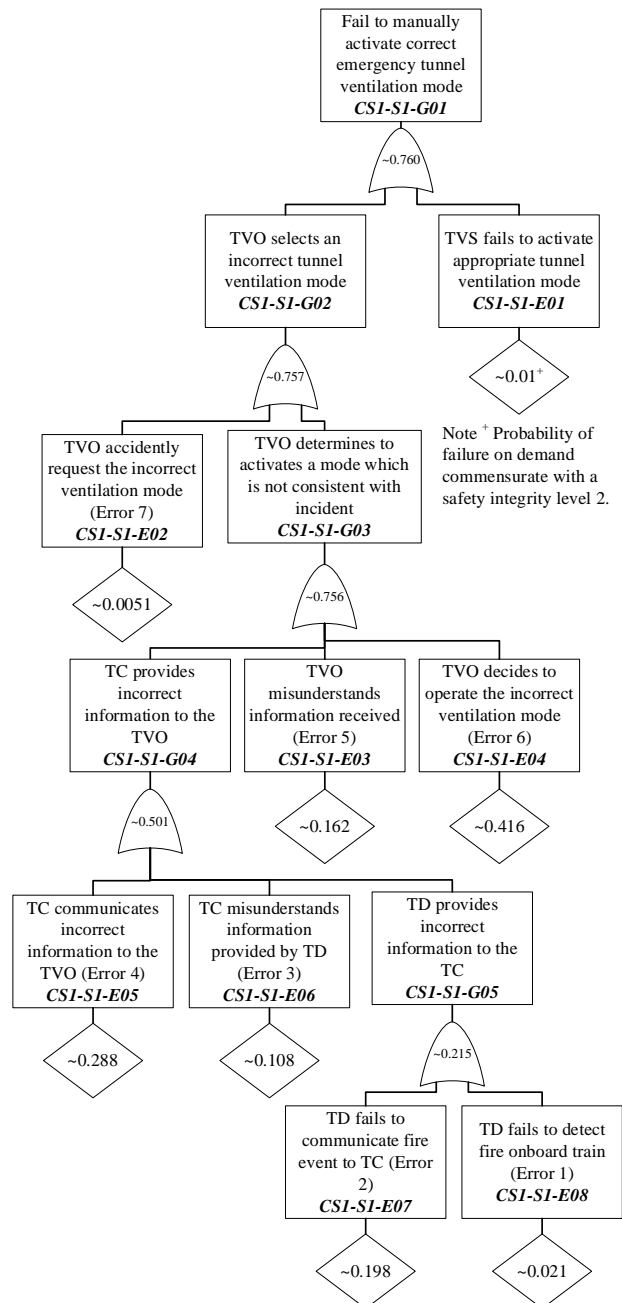 Fail to manually
activate correct
emergency tunnel
ventilation mode
CS1-S1-G01
~0.760
TVO selects an
incorrect tunnel
ventilation mode
CS1-S1-G02
TVS fails to activate
appropriate tunnel
ventilation mode
CS1-S1-E01
~0.757
~0.01+
Note + Probability of
failure on demand
commensurate with a
safety integrity level 2.
TVO accidently
request the incorrect
ventilation mode
(Error 7)
CS1-S1-E02
TVO determines to
activates a mode which
is not consistent with
incident
CS1-S1-G03
~0.0051
~0.756
TC provides
incorrect
information to the
TVO
CS1-S1-G04
TVO
misunderstands
information received
(Error 5)
CS1-S1-E03
TVO decides to
operate the incorrect
ventilation mode
(Error 6)
CS1-S1-E04
~0.501
~0.162
~0.416
TC communicates
incorrect
information to the
TVO (Error 4)
CS1-S1-E05
TC misunderstands
information
provided by TD
(Error 3)
CS1-S1-E06
TD provides
incorrect
information to the
TC
CS1-S1-G05
~0.288
~0.108
~0.215
TD fails to
communicate fire
event to TC (Error
2)
CS1-S1-E07
TD fails to detect
fire onboard train
(Error 1)
CS1-S1-E08
~0.198
~0.021